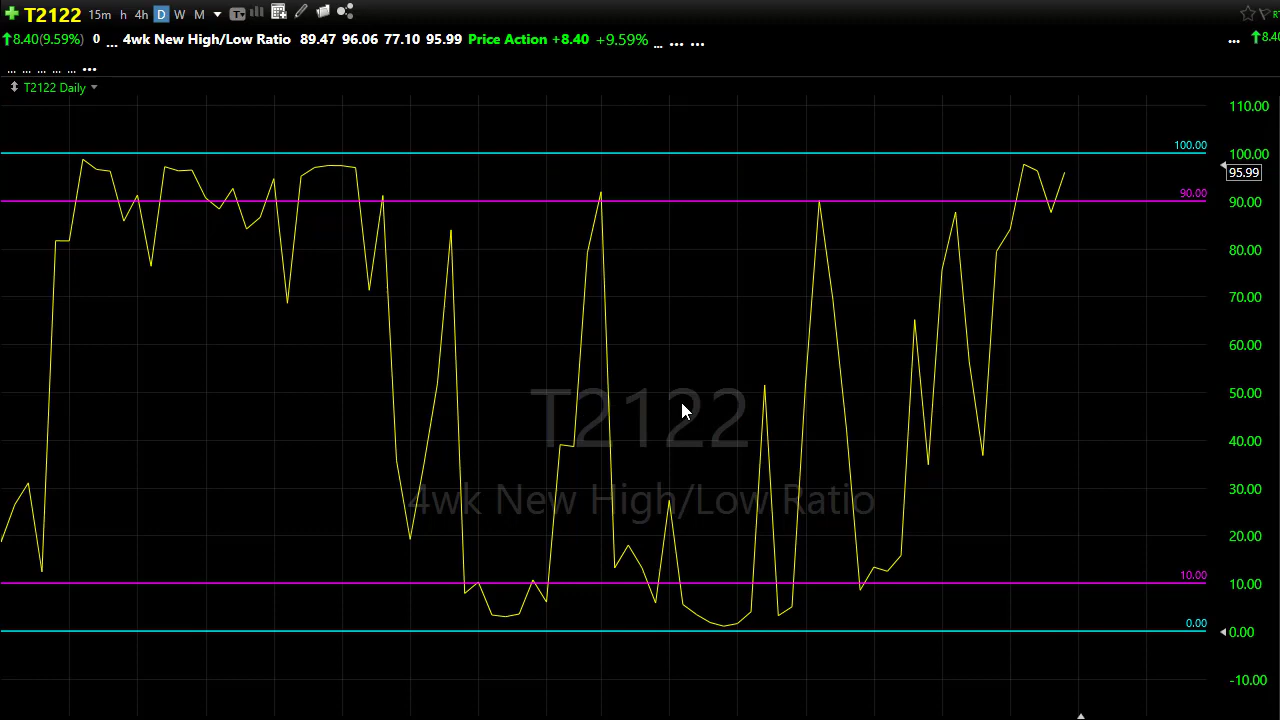 T2122 15m h 4h D W M T
8.40(9.59%) 0 ... 4wk New High/Low Ratio 89.47 96.06 77.10 95.99 Price Action +8.40 +9.59% ... ... ... ... 8.40
... ... ... ... ... ...
T2122 Daily
110.00
100.00 100.00
95.99
90.00 90.00
80.00
70.00
60.00
50.00
T2122
40.00
30.00
4wk New High/Low Ratio
20.00
10.00 10.00
0.00 0.00
-10.00